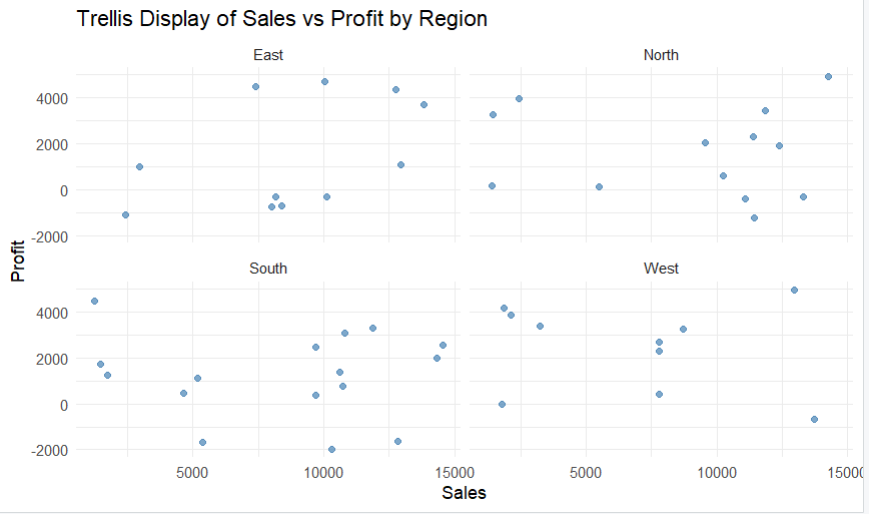 Trellis Display of Sales vs Profit by Region
East North
4000
2000
0
-2000
Profit
South West
4000
2000
0
-2000
5000 10000 15000 5000 10000 15000
Sales